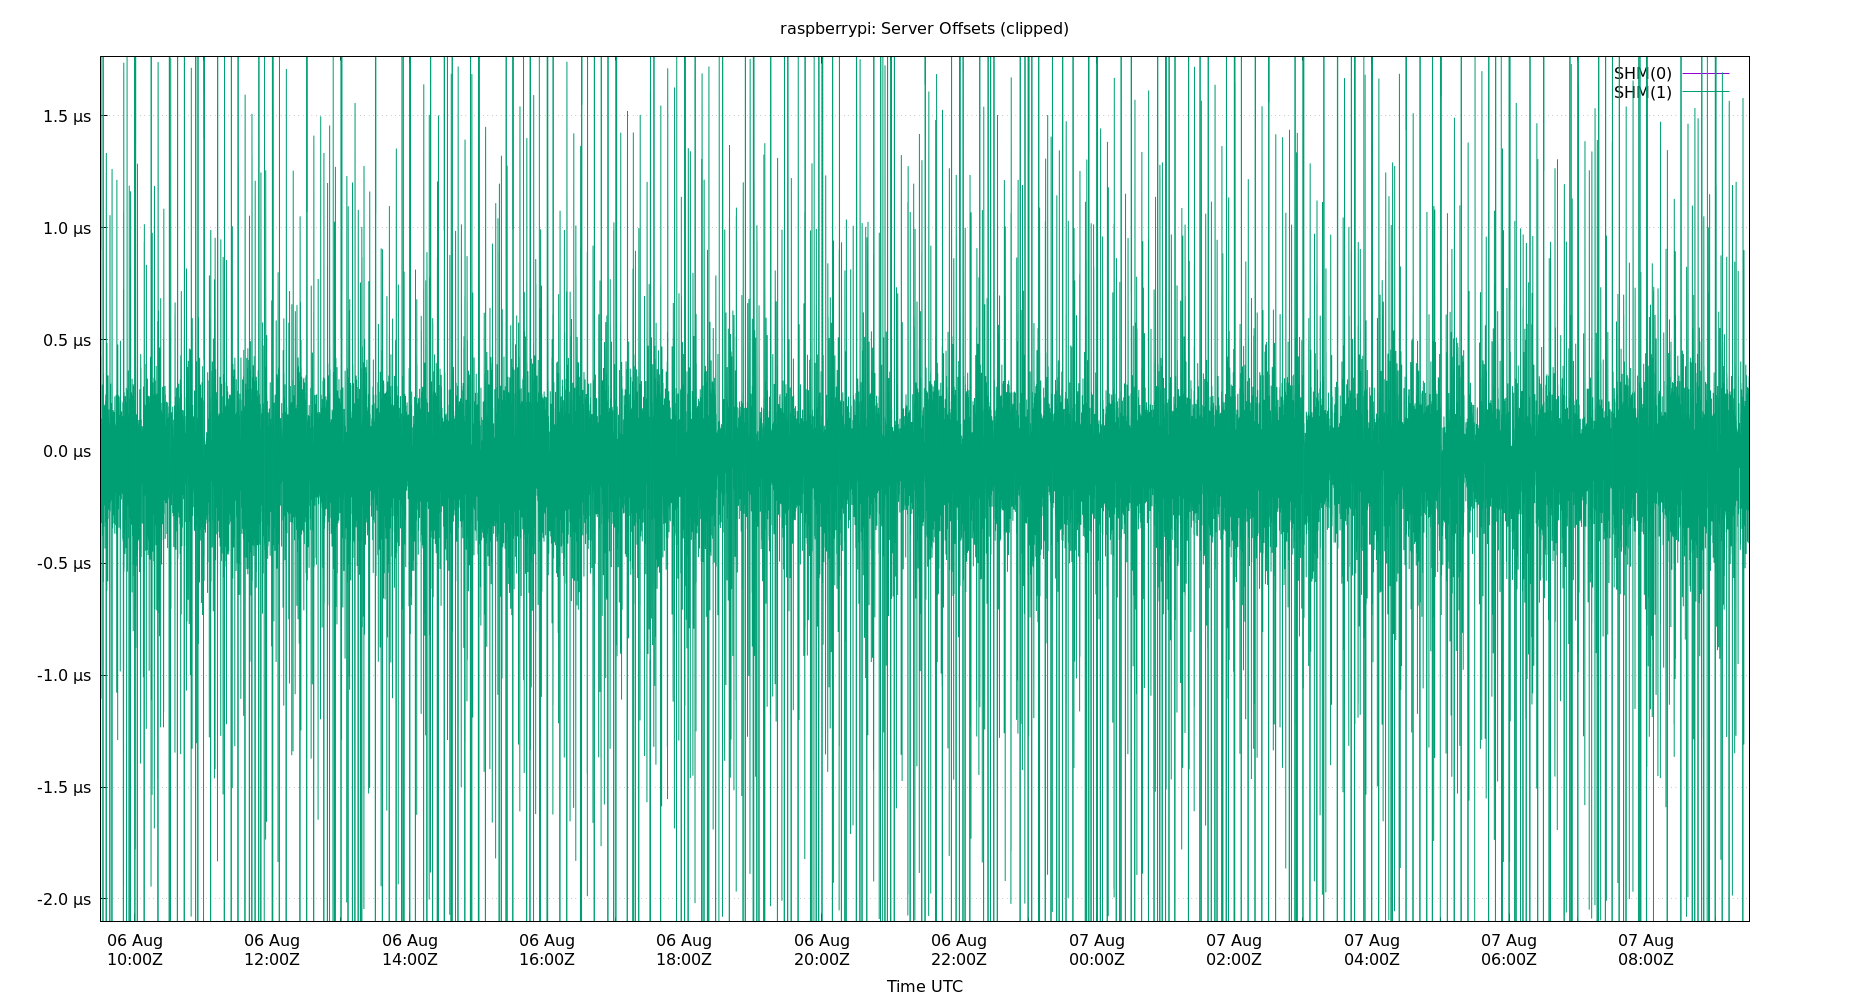 raspberrypi: Server Offsets (clipped)
SHM(0)
SHM(1)
1.5 µs
1.0 µs
0.5 µs
0.0 µs
-0.5 µs
-1.0 µs
-1.5 µs
-2.0 µs
06 Aug 06 Aug 06 Aug 06 Aug 06 Aug 06 Aug 06 Aug 07 Aug 07 Aug 07 Aug 07 Aug 07 Aug
10:00Z 12:00Z 14:00Z 16:00Z 18:00Z 20:00Z 22:00Z 00:00Z 02:00Z 04:00Z 06:00Z 08:00Z
Time UTC